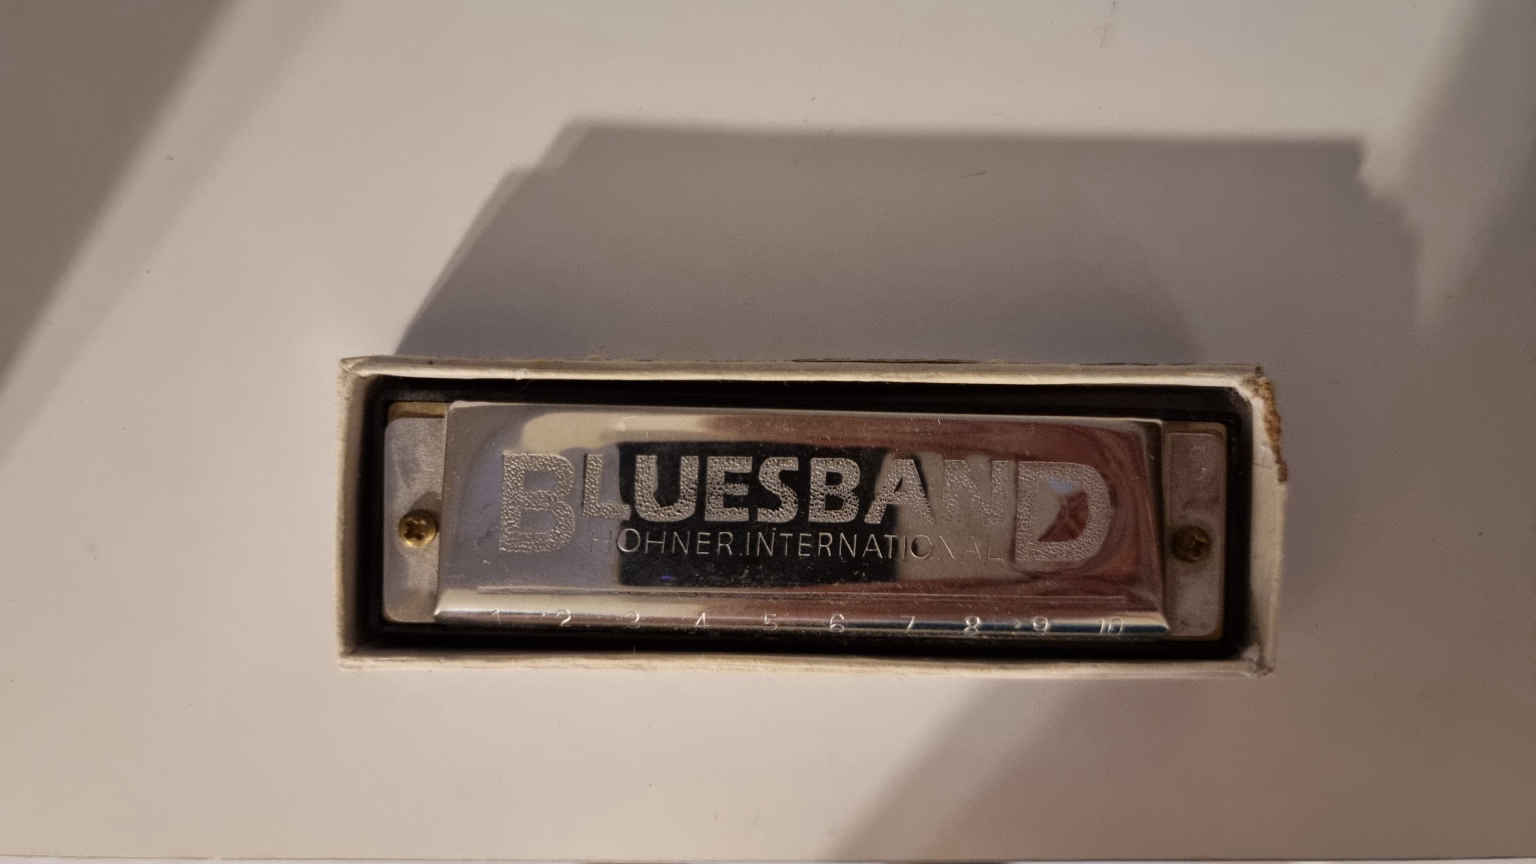 BLUESBAND
HOHNER.INTERNATIONAL
1 2 3 4 5 6 7 8 9 10